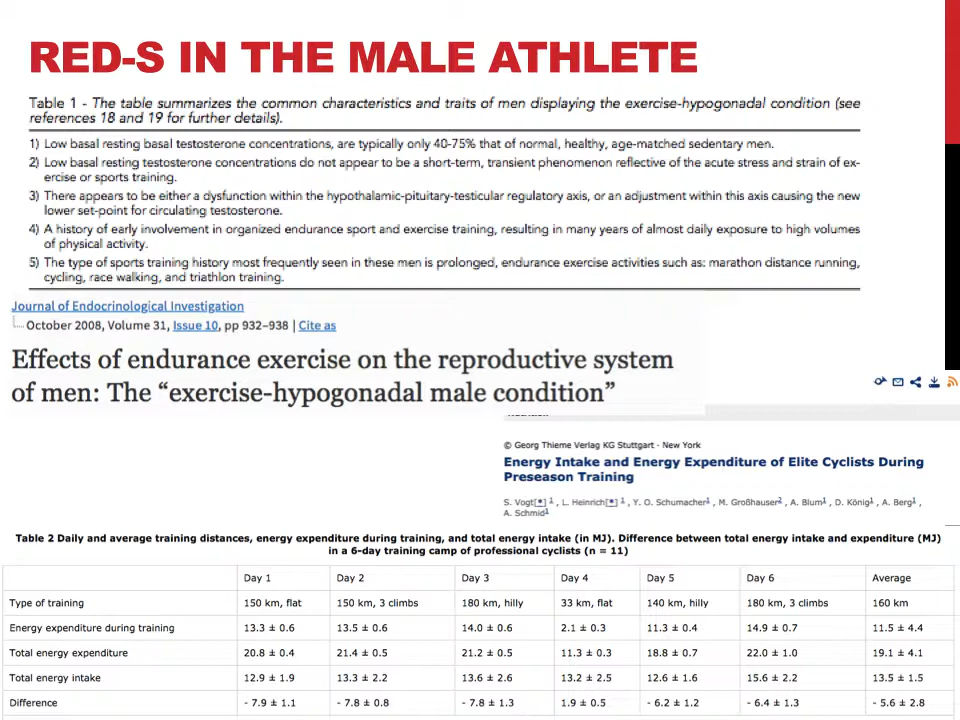 RED-S IN THE MALE ATHLETE
Table 1 - The table summarizes the common characteristics and traits of men displaying the exercise-hypogonadal condition (see
references 18 and 19 for further details).
1) Low basal resting basal testosterone concentrations, are typically only 40-75% that of normal, healthy, age-matched sedentary men.
2) Low basal resting testosterone concentrations do not appear to be a short-term, transient phenomenon reflective of the acute stress and strain of ex-
ercise or sports training.
3) There appears to be either a dysfunction within the hypothalamic-pituitary-testicular regulatory axis, or an adjustment within this axis causing the new
lower set-point for circulating testosterone.
4) A history of early involvement in organized endurance sport and exercise training, resulting in many years of almost daily exposure to high volumes
of physical activity.
5) The type of sports training history most frequently seen in these men is prolonged, endurance exercise activities such as: marathon distance running,
cycling, race walking, and triathlon training.
Journal of Endocrinological Investigation
October 2008, Volume 31, Issue 10, pp 932–938 | Cite as
Effects of endurance exercise on the reproductive system
of men: The “exercise-hypogonadal male condition”
© Georg Thieme Verlag KG Stuttgart · New York
Energy Intake and Energy Expenditure of Elite Cyclists During
Preseason Training
S. Vogt[*] 1 , L. Heinrich[*] 1 , Y. O. Schumacher1 , M. Großhauser2 , A. Blum1 , D. König1 , A. Berg1 ,
A. Schmid1
Table 2 Daily and average training distances, energy expenditure during training, and total energy intake (in MJ). Difference between total energy intake and expenditure (MJ)
in a 6-day training camp of professional cyclists (n = 11)
Day 1 Day 2 Day 3 Day 4 Day 5 Day 6 Average
Type of training 150 km, flat 150 km, 3 climbs 180 km, hilly 33 km, flat 140 km, hilly 180 km, 3 climbs 160 km
Energy expenditure during training 13.3 ± 0.6 13.5 ± 0.6 14.0 ± 0.6 2.1 ± 0.3 11.3 ± 0.4 14.9 ± 0.7 11.5 ± 4.4
Total energy expenditure 20.8 ± 0.4 21.4 ± 0.5 21.2 ± 0.5 11.3 ± 0.3 18.8 ± 0.7 22.0 ± 1.0 19.1 ± 4.1
Total energy intake 12.9 ± 1.9 13.3 ± 2.2 13.6 ± 2.6 13.2 ± 2.5 12.6 ± 1.6 15.6 ± 2.2 13.5 ± 1.5
Difference - 7.9 ± 1.1 - 7.8 ± 0.8 - 7.8 ± 1.3 1.9 ± 0.5 - 6.2 ± 1.2 - 6.4 ± 1.3 - 5.6 ± 2.8